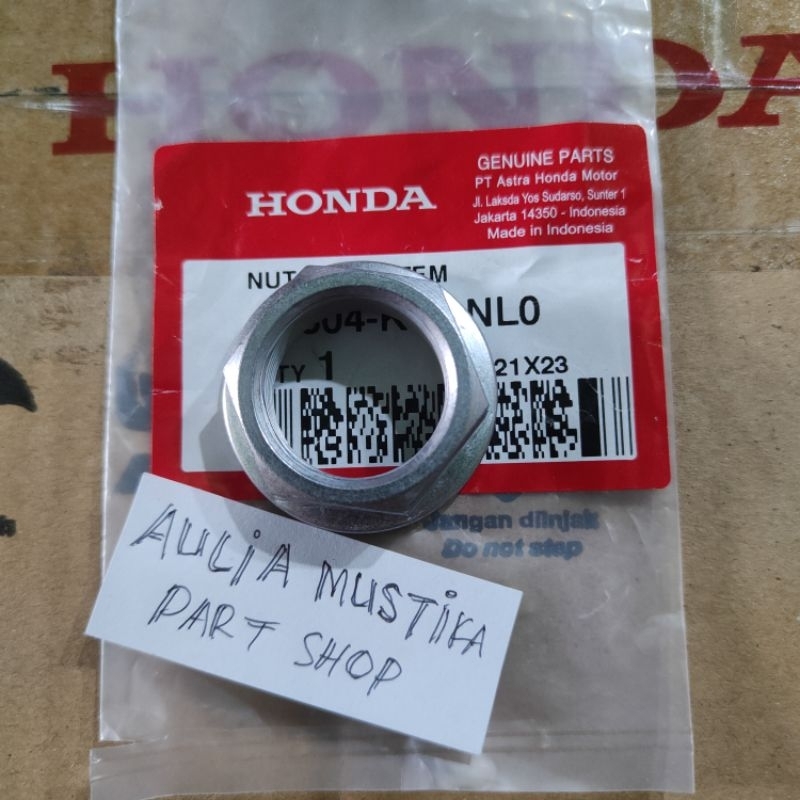 HONDA
HONDA
GENUINE PARTS
PT Astra Honda Motor
Jl. Laksda Yos Sudarso, Sunter 1
Jakarta 14350 - Indonesia
Made in Indonesia
NUT
NL0
1
21X23
Jangan diinjak
Do not step
AULIA MUSTIKA
PART SHOP